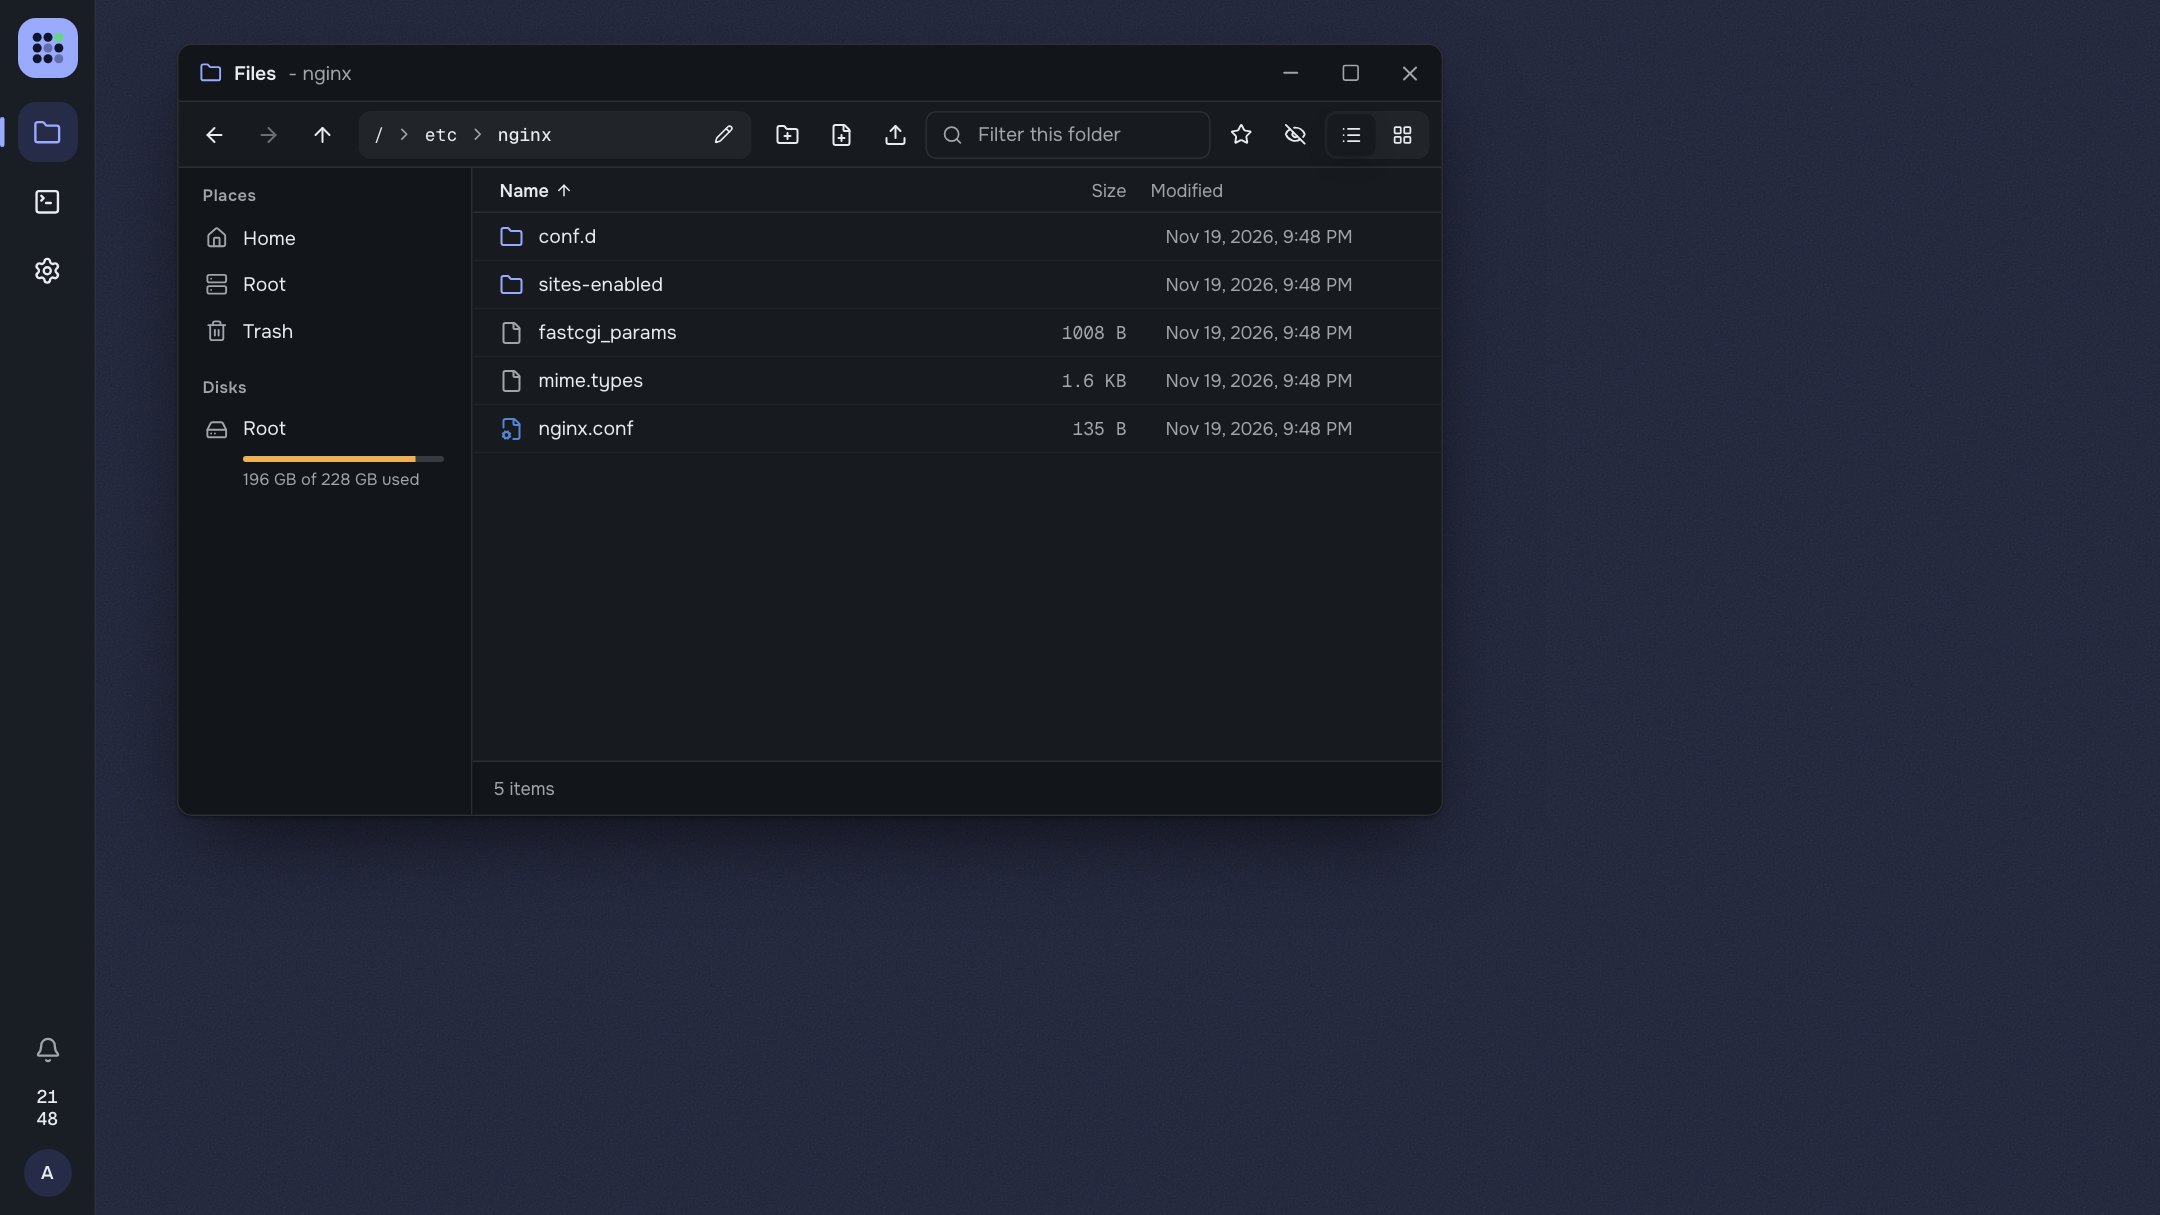 Files - nginx
/ etc nginx
Filter this folder
Places
Home
Root
Trash
Disks
Root
196 GB of 228 GB used
Name Size Modified
conf.d Nov 19, 2026, 9:48 PM
sites-enabled Nov 19, 2026, 9:48 PM
fastcgi_params 1008 B Nov 19, 2026, 9:48 PM
mime.types 1.6 KB Nov 19, 2026, 9:48 PM
nginx.conf 135 B Nov 19, 2026, 9:48 PM
5 items
21
48
A